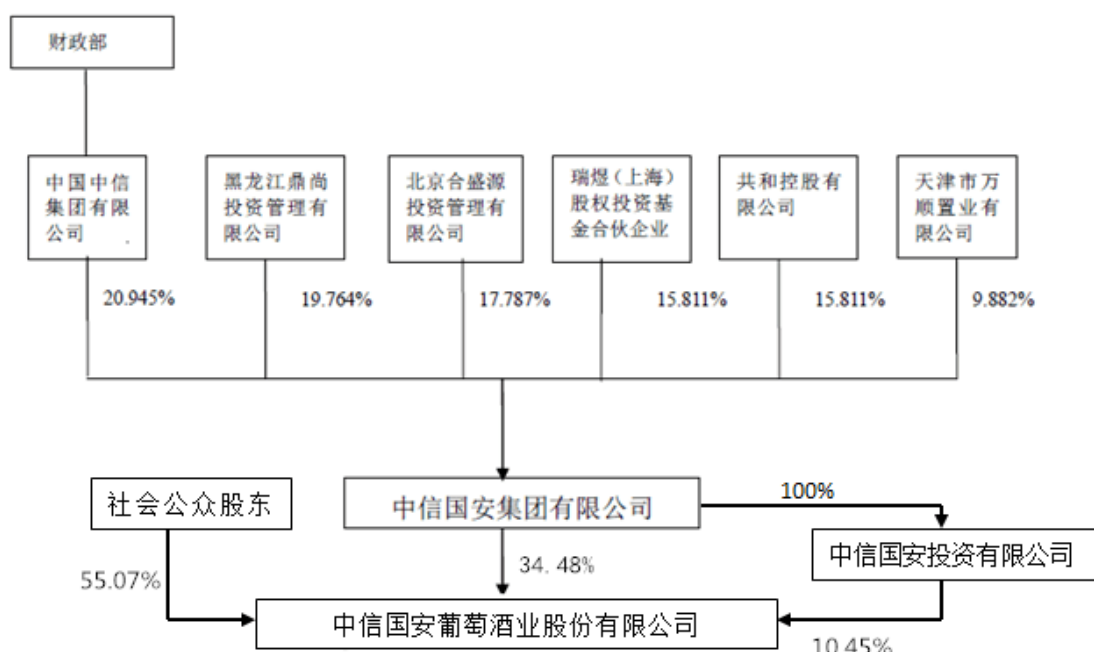 财政部
中国中信
集团有限
公司
黑龙江鼎尚
投资管理有
限公司
北京合盛源
投资管理有
限公司
瑞煜（上海）
股权投资基
金合伙企业
共和控股有
限公司
天津市万
顺置业有
限公司
20.945%
19.764%
17.787%
15.811%
15.811%
9.882%
社会公众股东
中信国安集团有限公司
100%
中信国安投资有限公司
55.07%
34. 48%
中信国安葡萄酒业股份有限公司
10.45%